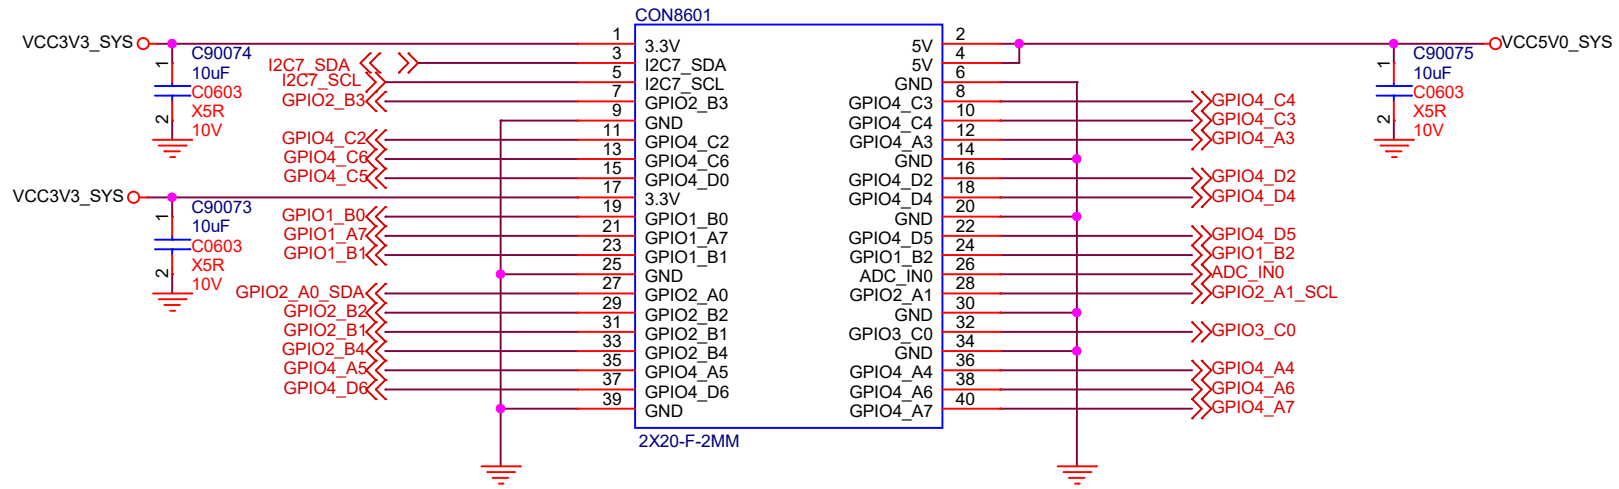 CON8601
VCC3V3_SYS
C90074
1
10uF
C0603
X5R
2
10V
I2C7_SDA
I2C7_SCL
GPIO2_B3
GPIO4_C2
GPIO4_C6
GPIO4_C5
VCC3V3_SYS
C90073
1
10uF
C0603
X5R
2
10V
GPIO1_B0
GPIO1_A7
GPIO1_B1
GPIO2_A0_SDA
GPIO2_B2
GPIO2_B1
GPIO2_B4
GPIO4_A5
GPIO4_D6
1 3.3V
3 I2C7_SDA
5 I2C7_SCL
7 GPIO2_B3
9 GND
11 GPIO4_C2
13 GPIO4_C6
15 GPIO4_D0
17 3.3V
19 GPIO1_B0
21 GPIO1_A7
23 GPIO1_B1
25 GND
27 GPIO2_A0
29 GPIO2_B2
31 GPIO2_B1
33 GPIO2_B4
35 GPIO4_A5
37 GPIO4_D6
39 GND
5V 2
5V 4
GND 6
GPIO4_C3 8
GPIO4_C4 10
GPIO4_A3 12
GND 14
GPIO4_D2 16
GPIO4_D4 18
GND 20
GPIO4_D5 22
GPIO1_B2 24
ADC_IN0 26
GPIO2_A1 28
GND 30
GPIO3_C0 32
GND 34
GPIO4_A4 36
GPIO4_A6 38
GPIO4_A7 40
GPIO4_C4
GPIO4_C3
GPIO4_A3
GPIO4_D2
GPIO4_D4
GPIO4_D5
GPIO1_B2
ADC_IN0
GPIO2_A1_SCL
GPIO3_C0
GPIO4_A4
GPIO4_A6
GPIO4_A7
VCC5V0_SYS
C90075
1
10uF
C0603
X5R
2
10V
2X20-F-2MM